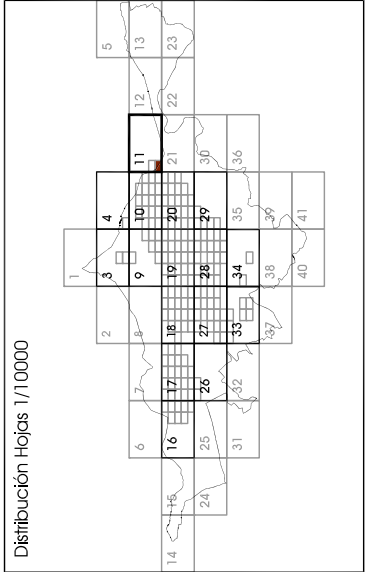 Distribución Hojas 1/10000
1
2 3 4 5
6 7 8 9 10 11 12 13
14 15 16 17 18 19 20 21 22 23
24 25 26 27 28 29 30
31 32 33 34 35 36
37 38 39
40 41